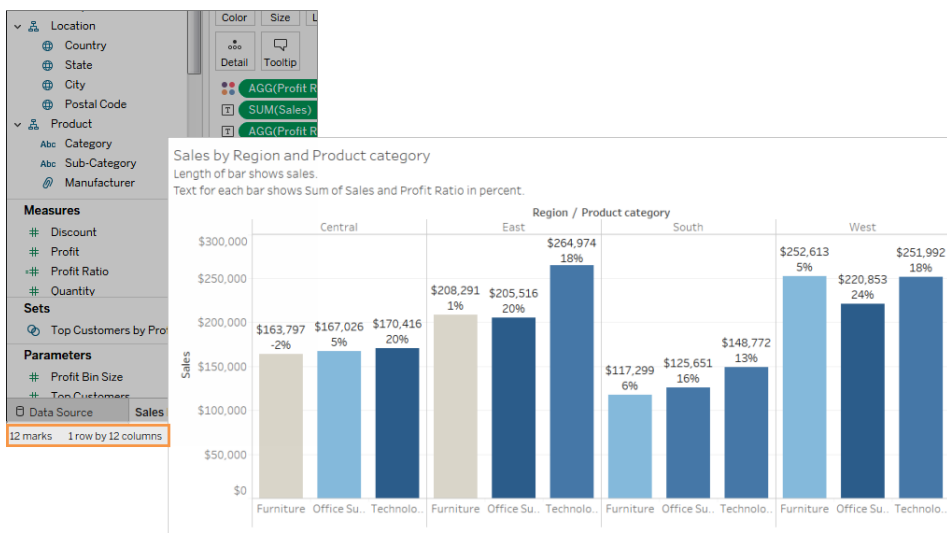 Color Size L
Location
Country
State
City
Postal Code
Product
Abc Category
Abc Sub-Category
Manufacturer
Detail Tooltip
AGG(Profit R
T SUM(Sales)
T AGG(Profit R
Measures
# Discount
# Profit
=# Profit Ratio
# Quantity
Sets
Top Customers by Pro
Parameters
# Profit Bin Size
# Top Customers
Data Source Sales
12 marks 1 row by 12 columns
Sales by Region and Product category
Length of bar shows sales.
Text for each bar shows Sum of Sales and Profit Ratio in percent.
Region / Product category
Central East South West
Sales
$300,000
$250,000
$200,000
$150,000
$100,000
$50,000
$0
$163,797
-2%
$167,026
5%
$170,416
20%
$208,291
1%
$205,516
20%
$264,974
18%
$117,299
6%
$125,651
16%
$148,772
13%
$252,613
5%
$220,853
24%
$251,992
18%
Furniture Office Su.. Technolo.. Furniture Office Su.. Technolo.. Furniture Office Su.. Technolo.. Furniture Office Su.. Technolo..